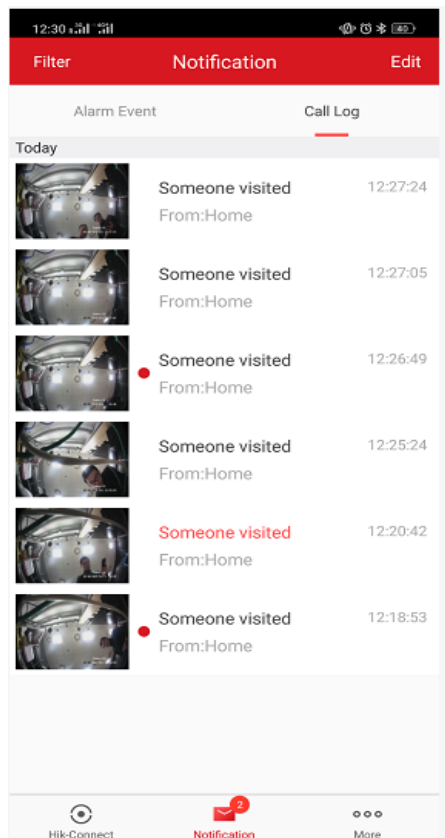 12:30
40
Filter
Notification
Edit
Alarm Event
Call Log
Today
Someone visited
12:27:24
From:Home
Someone visited
12:27:05
From:Home
Someone visited
12:26:49
From:Home
Someone visited
12:25:24
From:Home
Someone visited
12:20:42
From:Home
Someone visited
12:18:53
From:Home
2
Hik-Connect
Notification
More